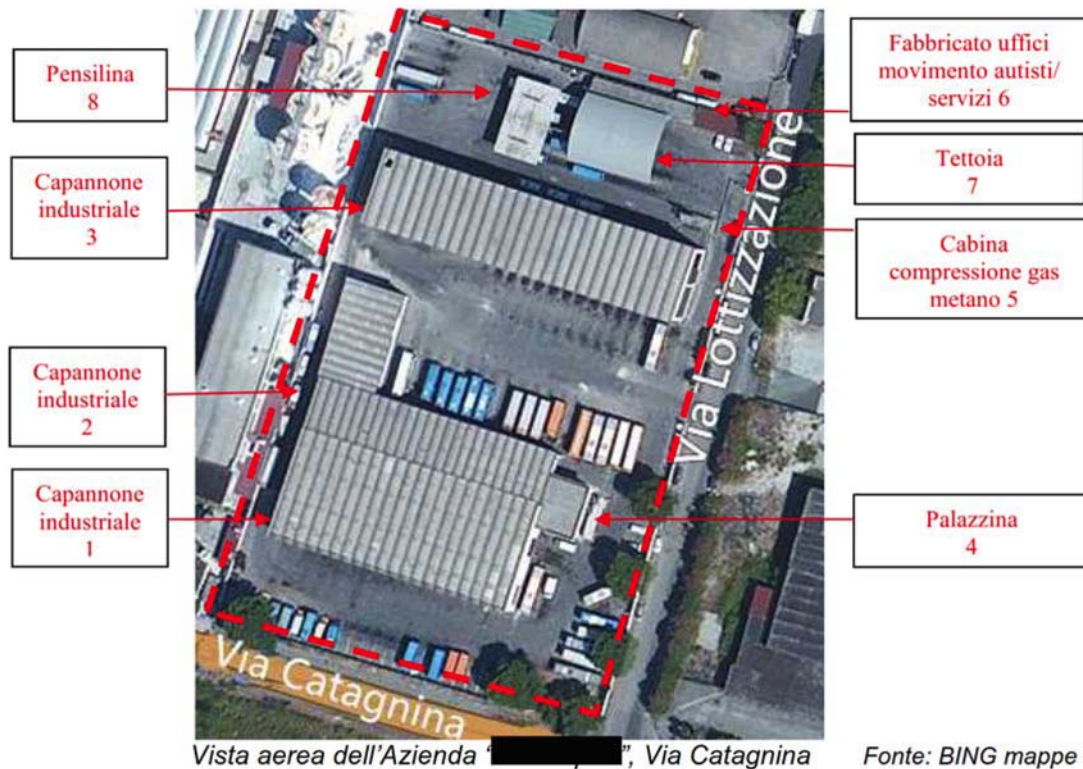 Pensilina
8
Capannone
industriale
3
Capannone
industriale
2
Capannone
industriale
1
Fabbricato uffici
movimento autisti/
servizi 6
Tettoia
7
Cabina
compressione gas
metano 5
Palazzina
4
Via Lottizzazione
Via Catagnina
Vista aerea dell'Azienda “ ”, Via Catagnina
Fonte: BING mappe